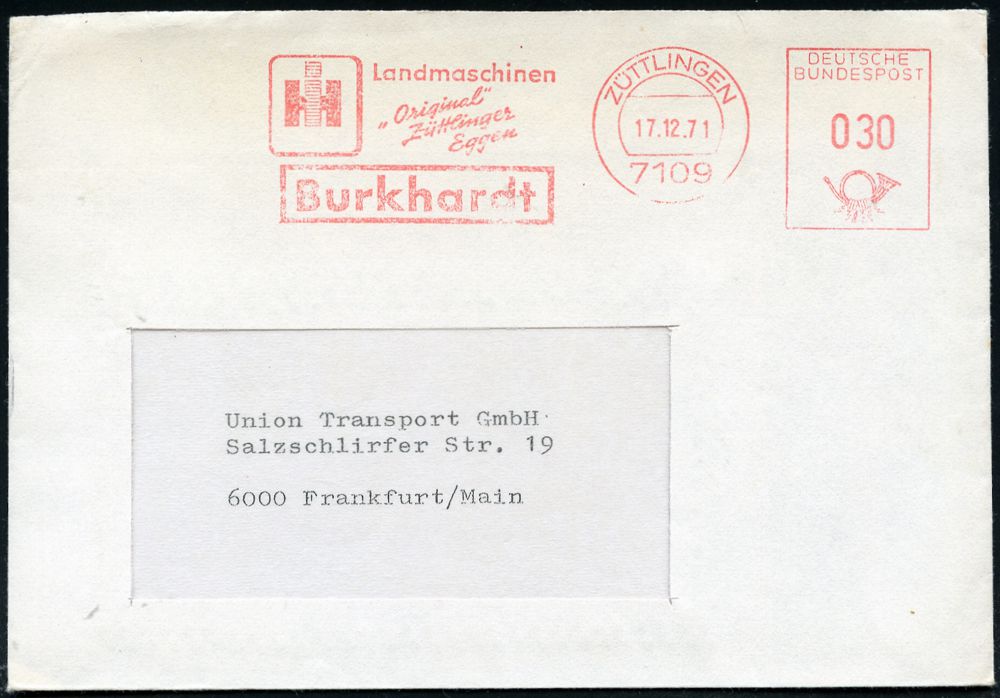 IH
Landmaschinen
„Original"
Züttlinger
Eggen
Burkhardt
ZÜTTLINGEN
17.12.71
7109
DEUTSCHE
BUNDESPOST
030
Union Transport GmbH
Salzschlirfer Str. 19
6000 Frankfurt/Main